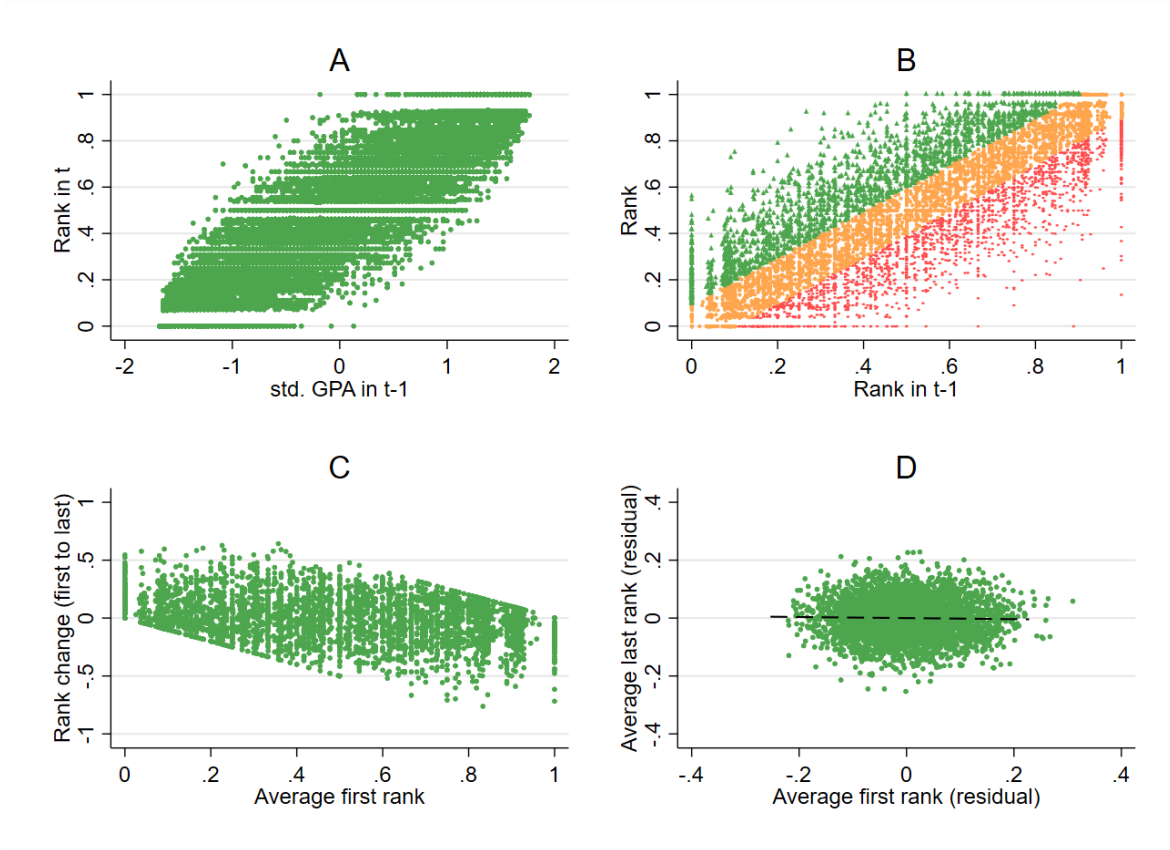 A
Rank in t
1
.8
.6
.4
.2
0
-2 -1 0 1 2
std. GPA in t-1
B
Rank
1
.8
.6
.4
.2
0
0 .2 .4 .6 .8 1
Rank in t-1
C
Rank change (first to last)
1
.5
0
-.5
-1
0 .2 .4 .6 .8 1
Average first rank
D
Average last rank (residual)
.4
.2
0
-.2
-.4
-.4 -.2 0 .2 .4
Average first rank (residual)